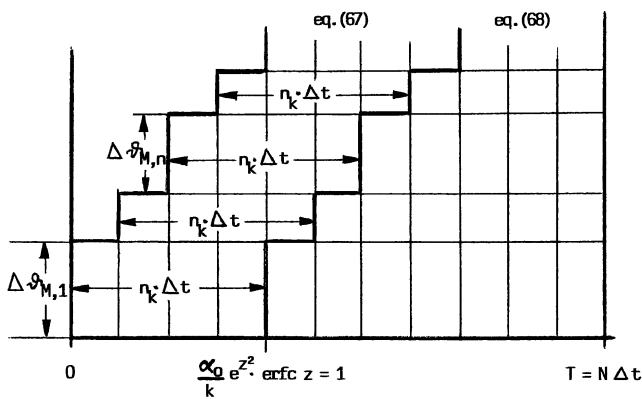 eq.(67) eq.(68)
n_k·Δt
Δϑ_M,n
n_k·Δt
n_k·Δt
Δϑ_M,1
n_k·Δt
0 α₀/k e^z²· erfc z = 1 T = N Δt